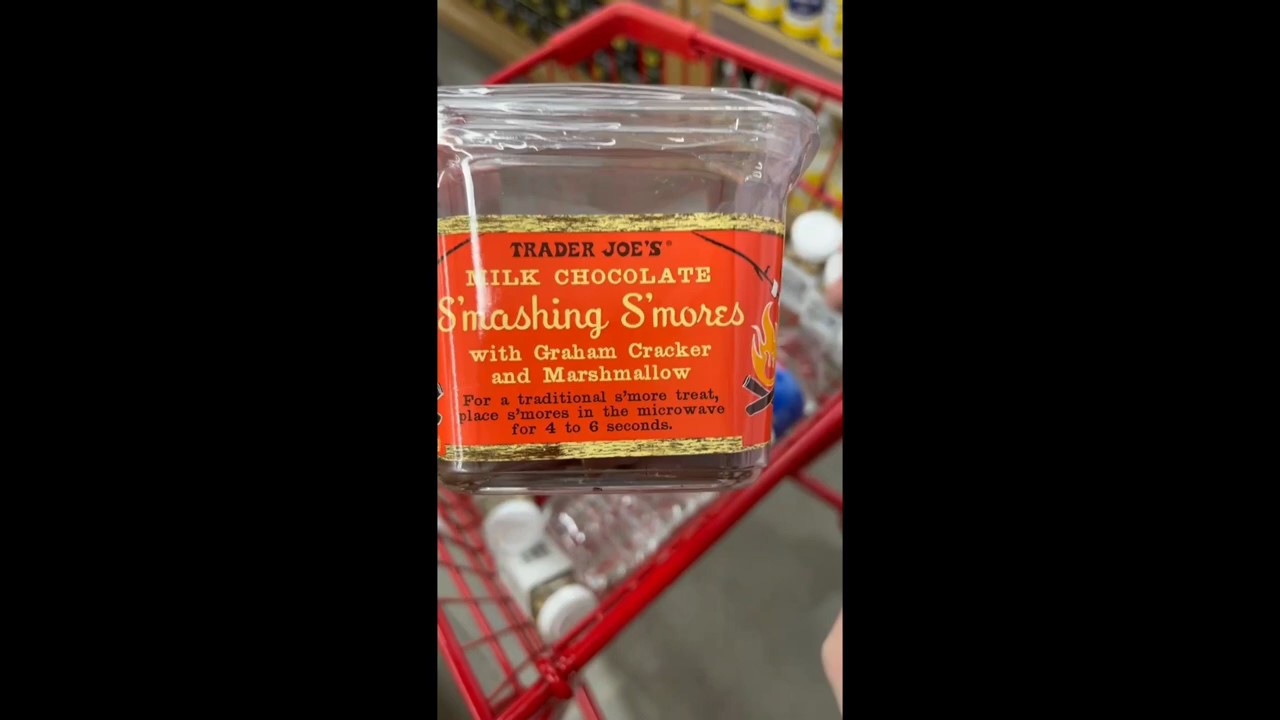 TRADER JOE'S®
MILK CHOCOLATE
S'mashing S'mores
with Graham Cracker
and Marshmallow
For a traditional s'more treat,
place s'mores in the microwave
for 4 to 6 seconds.